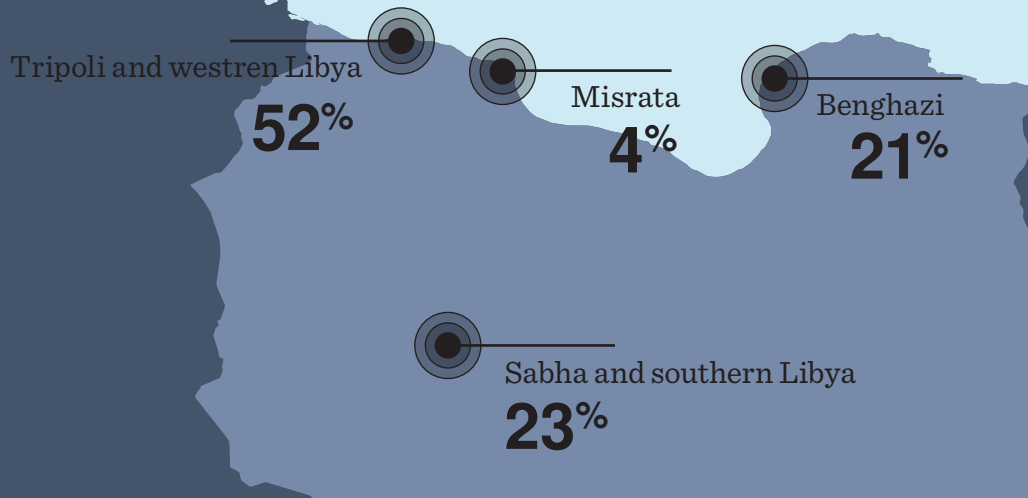 Tripoli and westren Libya
52%
Misrata
4%
Benghazi
21%
Sabha and southern Libya
23%